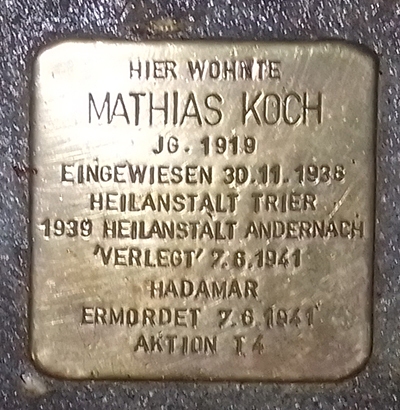 HIER WOHNTE
MATHIAS KOCH
JG. 1919
EINGEWIESEN 30.11.1938
HEILANSTALT TRIER
1939 HEILANSTALT ANDERNACH
'VERLEGT' 7.6.1941
HADAMAR
ERMORDET 7.6.1941
AKTION T4